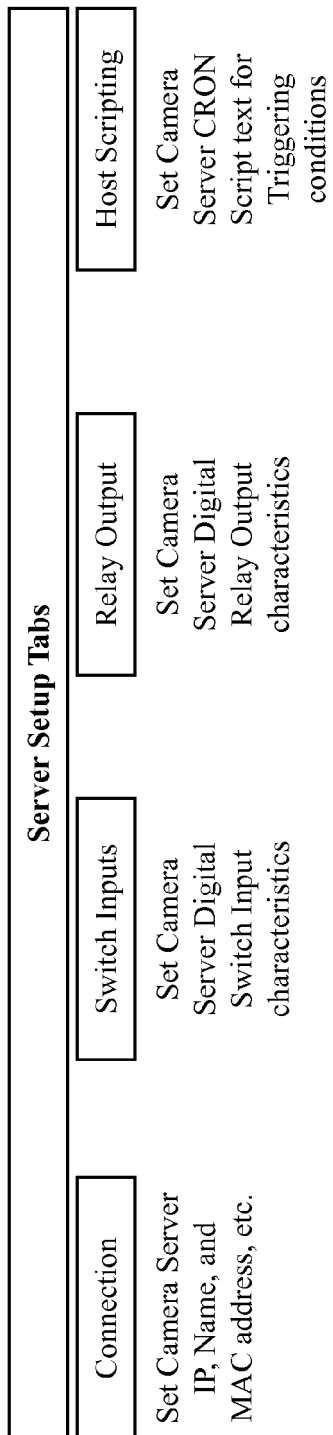 Server Setup Tabs
Connection
Set Camera Server
IP, Name, and
MAC address, etc.
Switch Inputs
Set Camera
Server Digital
Switch Input
characteristics
Relay Output
Set Camera
Server Digital
Relay Output
characteristics
Host Scripting
Set Camera
Server CRON
Script text for
Triggering
conditions